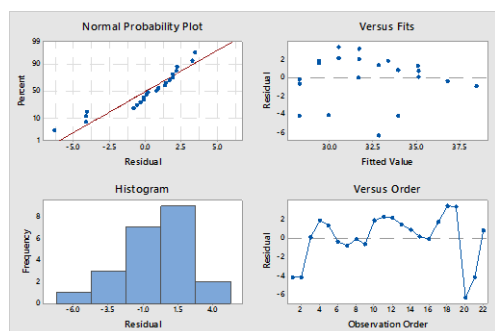 Normal Probability Plot
99
90
50
10
1
Percent
-5.0
-2.5
0.0
2.5
5.0
Residual
Versus Fits
2
0
-2
-4
-6
Residual
30.0
32.5
35.0
37.5
Fitted Value
Histogram
8
6
4
2
0
Frequency
-6.0
-3.5
-1.0
1.5
4.0
Residual
Versus Order
2
0
-2
-4
-6
Residual
2 4 6 8 10 12 14 16 18 20 22
Observation Order